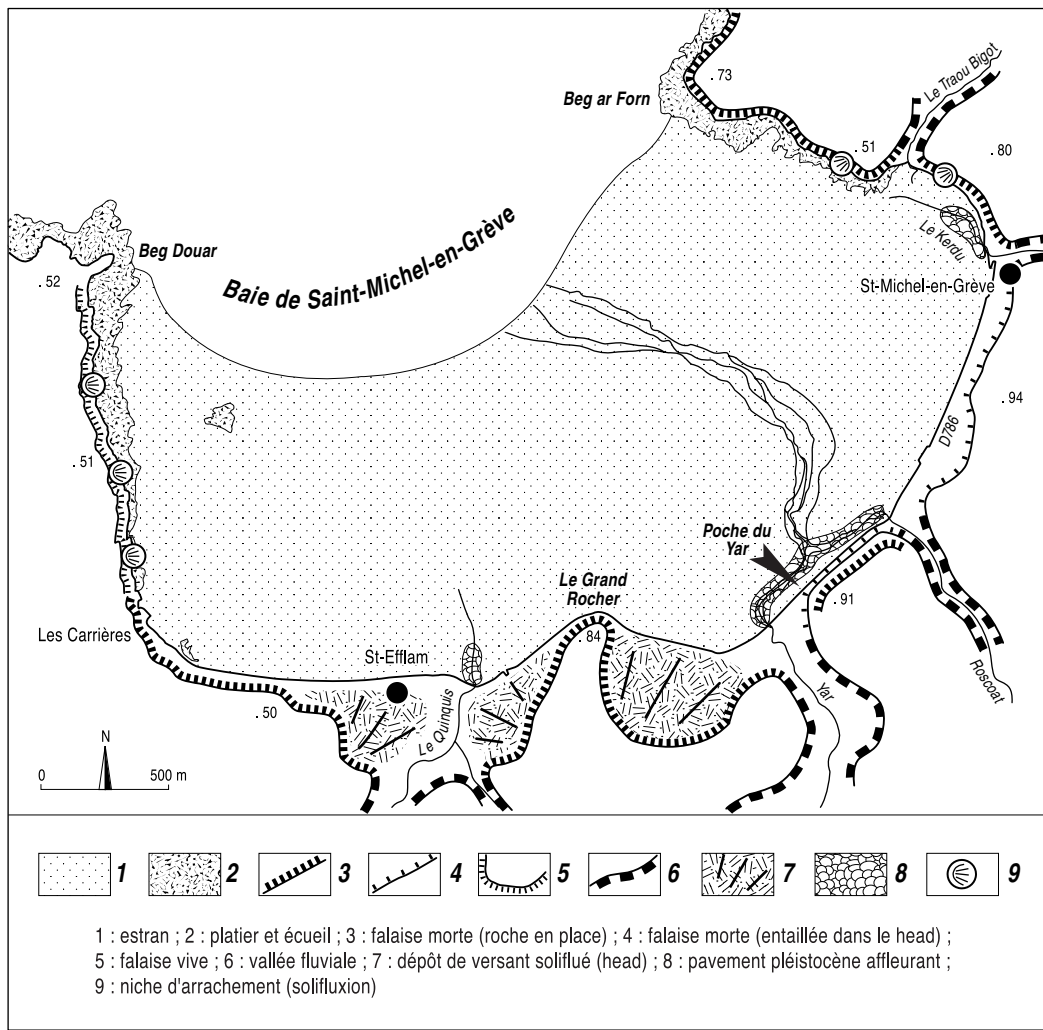 . 73
Beg ar Forn
Le Traou Bigot
. 51
. 80
Beg Douar
Baie de Saint-Michel-en-Grève
Le Kerdu.
. 52
St-Michel-en-Grève
. 94
D786
. 51
Poche du
Yar
Le Grand
Rocher
. 91
Les Carrières
84
St-Efflam
Roscoat
Yar
. 50
Le Quinquis
N
0 500 m
1 2 3 4 5 6 7 8 9
1 : estran ; 2 : platier et écueil ; 3 : falaise morte (roche en place) ; 4 : falaise morte (entaillée dans le head) ;
5 : falaise vive ; 6 : vallée fluviale ; 7 : dépôt de versant soliflué (head) ; 8 : pavement pléistocène affleurant ;
9 : niche d'arrachement (solifluxion)